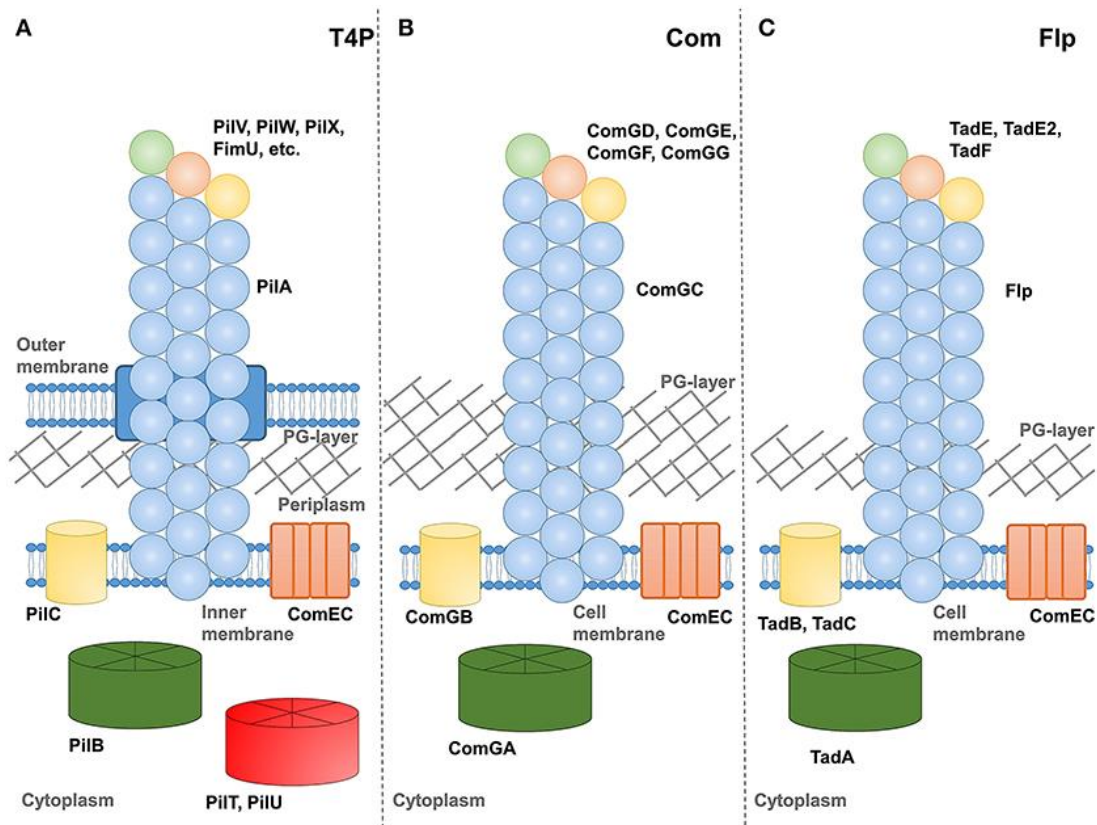 A
T4P
PilV, PilW, PilX,
FimU, etc.
PilA
Outer
membrane
PG-layer
Periplasm
PilC
Inner
membrane
ComEC
PilB
PilT, PilU
Cytoplasm
B
Com
ComGD, ComGE,
ComGF, ComGG
ComGC
PG-layer
ComGB
Cell
membrane
ComEC
ComGA
Cytoplasm
C
Flp
TadE, TadE2,
TadF
Flp
PG-layer
TadB, TadC
Cell
membrane
ComEC
TadA
Cytoplasm